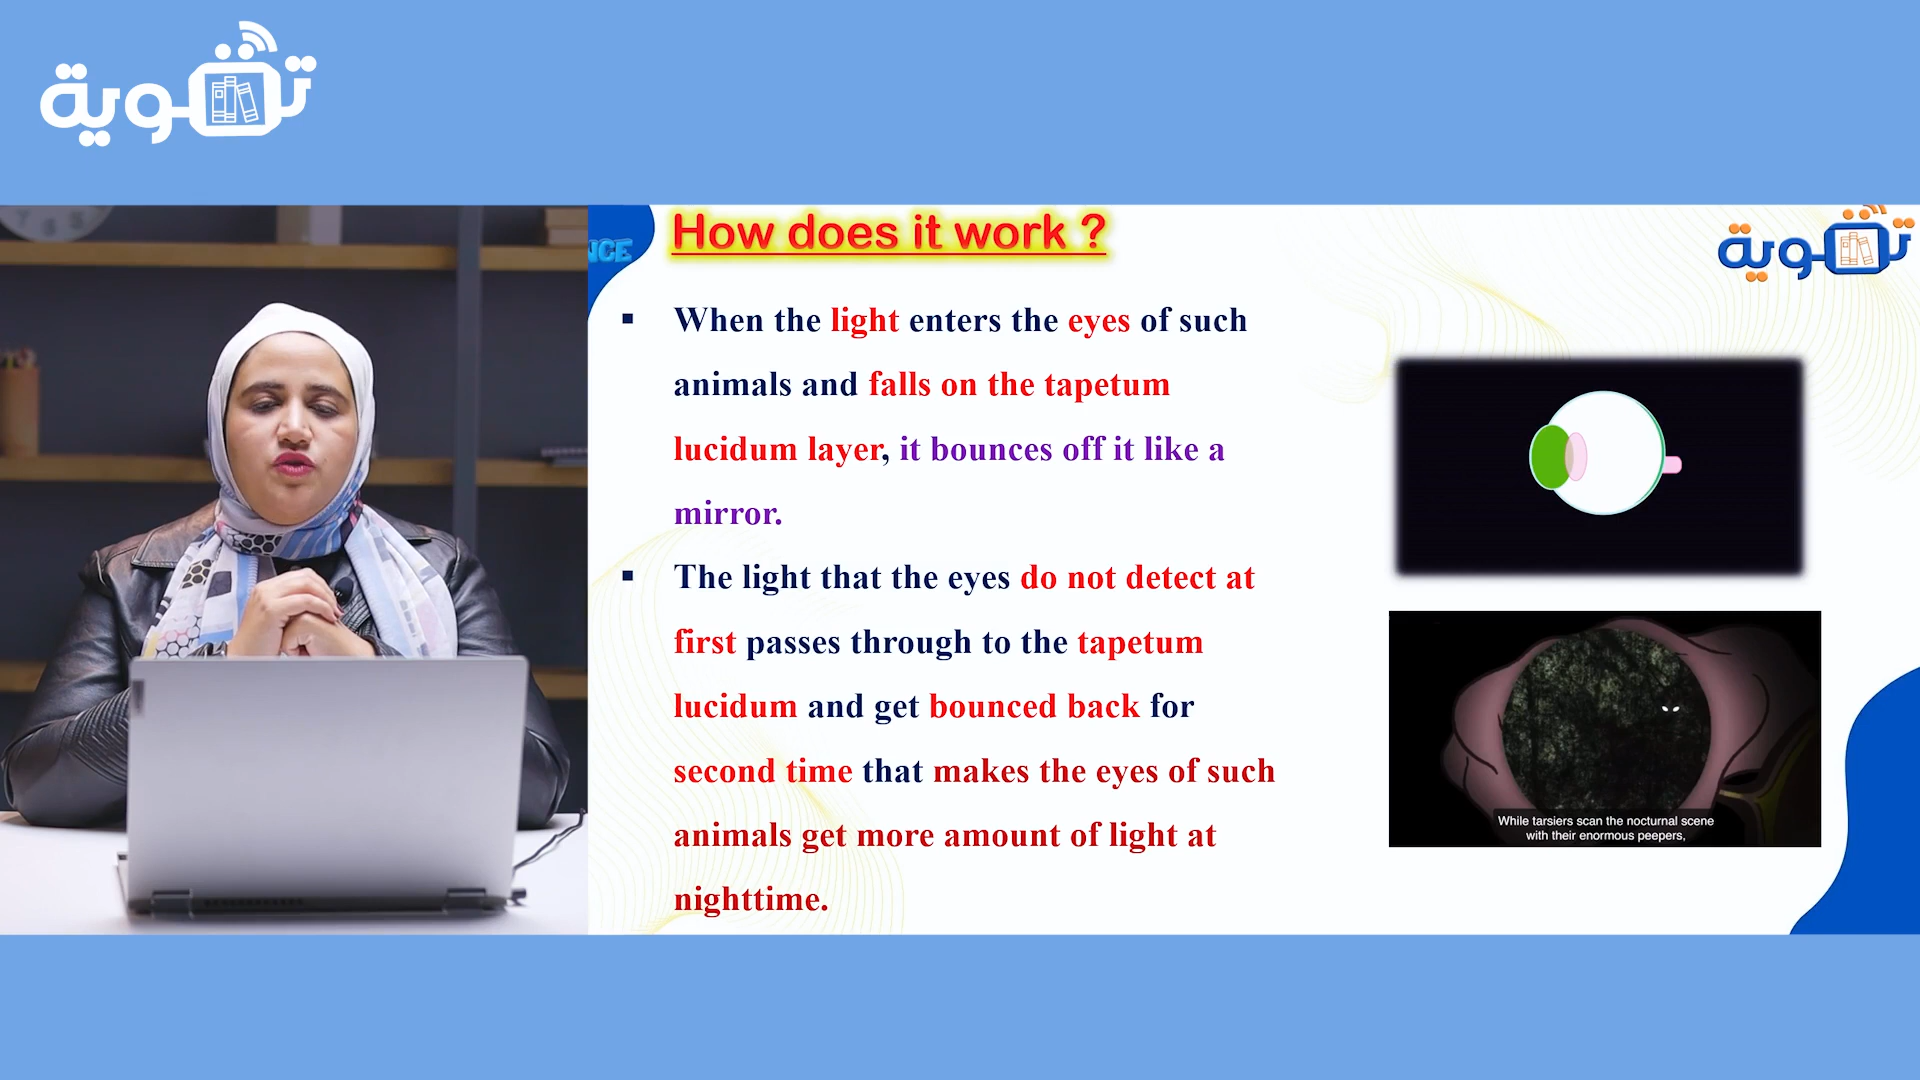 تقوية
How does it work ?
NCE
تقوية
▪ When the light enters the eyes of such
animals and falls on the tapetum
lucidum layer, it bounces off it like a
mirror.
▪ The light that the eyes do not detect at
first passes through to the tapetum
lucidum and get bounced back for
second time that makes the eyes of such
animals get more amount of light at
nighttime.
While tarsiers scan the nocturnal scene
with their enormous peepers,